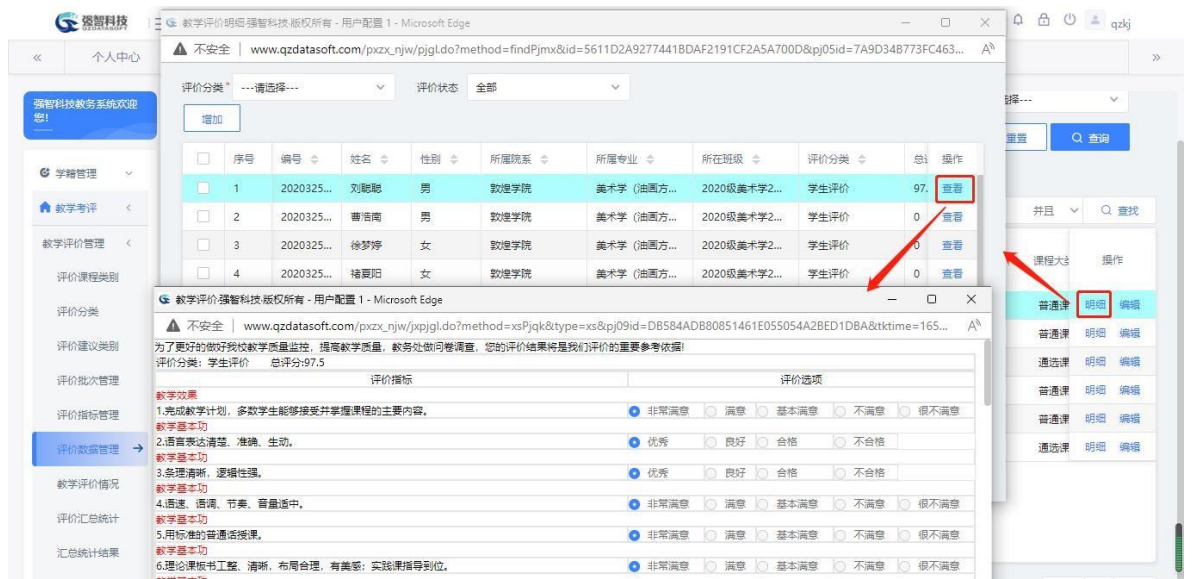 强智科技
QZDATASOFT
qzkj
个人中心
强智科技教务系统欢迎
您!
学籍管理
教学考评
教学评价管理
评价课程类别
评价分类
评价建议类别
评价批次管理
评价指标管理
评价数据管理
教学评价情况
评价汇总统计
汇总统计结果
教学评价明细-强智科技.版权所有 - 用户配置 1 - Microsoft Edge
不安全 | www.qzdatasoft.com/pxzx_njw/pjgl.do?method=findPjmx&id=5611D2A9277441BDAF2191CF2A5A700D&pj05id=7A9D34B773FC463...
评价分类* ---请选择--- 评价状态 全部
增加
序号 编号 姓名 性别 所属院系 所属专业 所在班级 评价分类 操作
1 2020325... 刘聪聪 男 敦煌学院 美术学（油画方... 2020级美术学2... 学生评价 97. 查看
2 2020325... 曹浩南 男 敦煌学院 美术学（油画方... 2020级美术学2... 学生评价 0 查看
3 2020325... 徐梦婷 女 敦煌学院 美术学（油画方... 2020级美术学2... 学生评价 0 查看
4 2020325... 褚夏阳 女 敦煌学院 美术学（油画方... 2020级美术学2... 学生评价 0 查看
择---
重置 查询
并且 查找
课程大类 操作
普通课 明细 编辑
普通课 明细 编辑
通选课 明细 编辑
普通课 明细 编辑
普通课 明细 编辑
通选课 明细 编辑
教学评价-强智科技.版权所有 - 用户配置 1 - Microsoft Edge
不安全 | www.qzdatasoft.com/pxzx_njw/jxpjgl.do?method=xsPjqk&type=xs&pj09id=DB584ADB80851461E055054A2BED1DBA&tktime=165...
为了更好的做好我校教学质量监控，提高教学质量，教务处做问卷调查，您的评价结果将是我们评价的重要参考依据!
评价分类：学生评价 总评分:97.5
评价指标 评价选项
教学效果
1.完成教学计划，多数学生能够接受并掌握课程的主要内容。 非常满意 满意 基本满意 不满意 很不满意
教学基本功
2.语言表达清楚、准确、生动。 优秀 良好 合格 不合格
教学基本功
3.条理清晰，逻辑性强。 优秀 良好 合格 不合格
教学基本功
4.语速、语调、节奏、音量适中。 非常满意 满意 基本满意 不满意 很不满意
教学基本功
5.用标准的普通话授课。 非常满意 满意 基本满意 不满意 很不满意
教学基本功
6.理论课板书工整、清晰，布局合理，有美感；实践课指导到位。 非常满意 满意 基本满意 不满意 很不满意